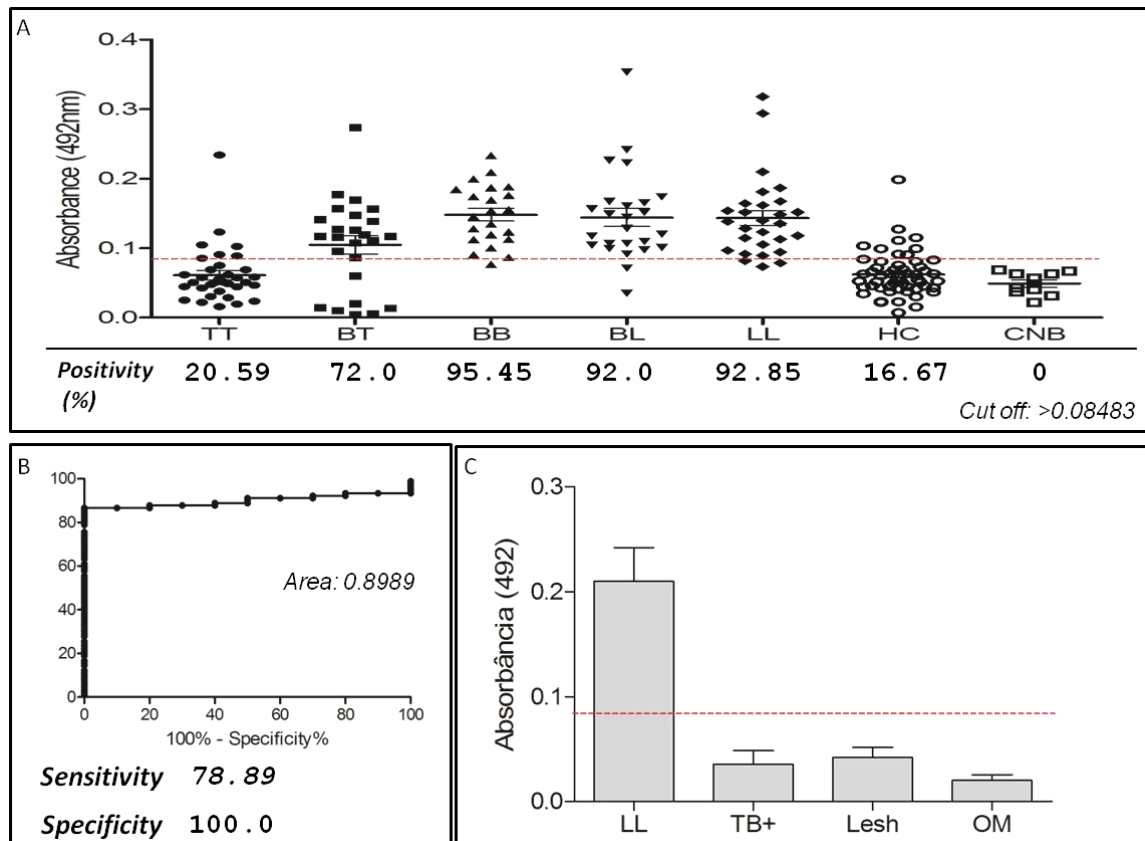 A
Absorbance (492nm)
0.4
0.3
0.2
0.1
0.0
TT BT BB BL LL HC CNB
Positivity (%) 20.59 72.0 95.45 92.0 92.85 16.67 0
Cut off: >0.08483
B
100
80
60
40
20
0
0 20 40 60 80 100
100% - Specificity%
Area: 0.8989
Sensitivity 78.89
Specificity 100.0
C
Absorbância (492)
0.3
0.2
0.1
0.0
LL TB+ Lesh OM